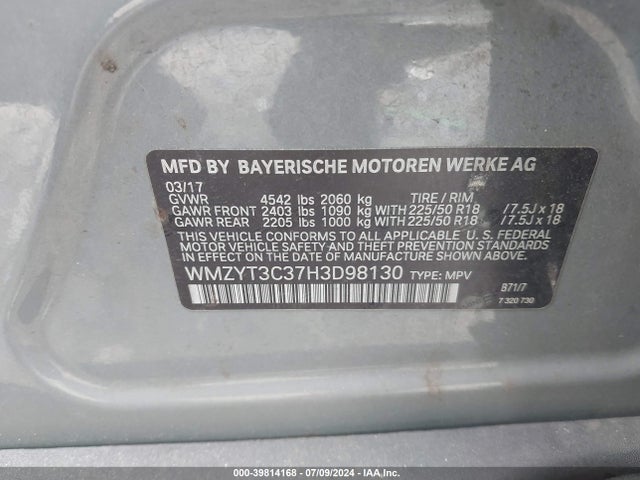 MFD BY BAYERISCHE MOTOREN WERKE AG
03/17
GVWR 4542 lbs 2060 kg TIRE / RIM
GAWR FRONT 2403 lbs 1090 kg WITH 225/50 R18 /7.5J x 18
GAWR REAR 2205 lbs 1000 kg WITH 225/50 R18 /7.5J x 18
THIS VEHICLE CONFORMS TO ALL APPLICABLE U.S. FEDERAL
MOTOR VEHICLE SAFETY, BUMPER, AND THEFT PREVENTION STANDARDS
IN EFFECT ON THE DATE OF MANUFACTURE SHOWN ABOVE.
WMZYT3C37H3D98130 TYPE: MPV
B71/7
7 320 730
000-39814168 - 07/09/2024 - IAA Inc.